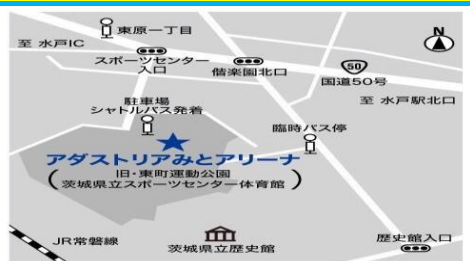 東原一丁目
N
至 水戸IC
スポーツセンター
入口
偕楽園北口
50
国道50号
至 水戸駅北口
駐車場
シャトルバス発着
臨時バス停
アダストリアみとアリーナ
(旧・東町運動公園
茨城県立スポーツセンター体育館)
JR常磐線
茨城県立歴史館
歴史館入口